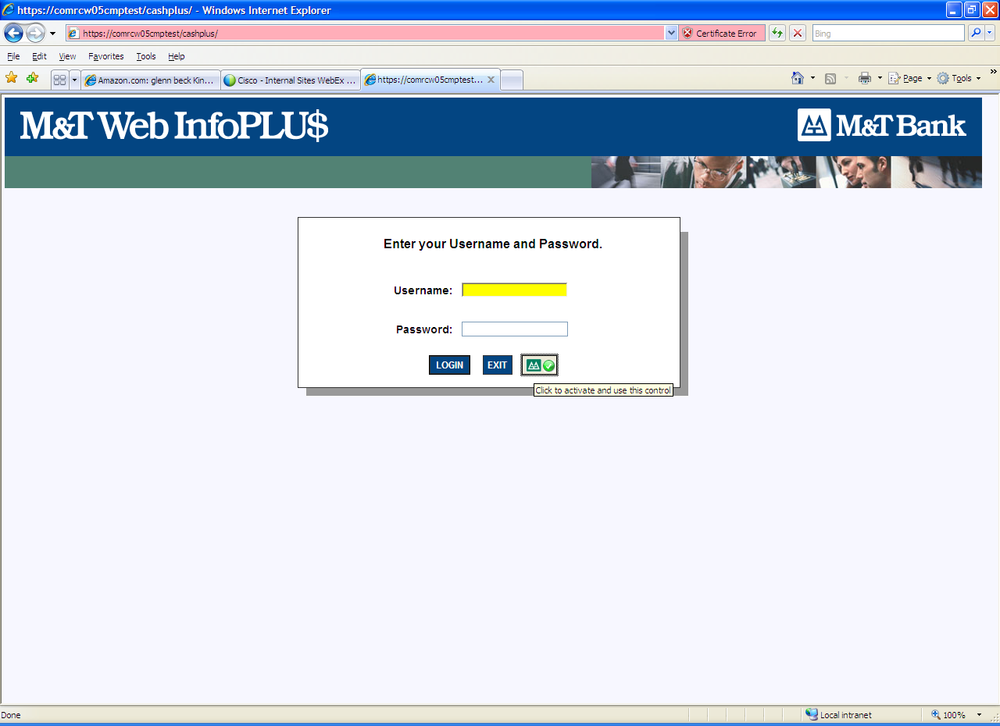 https://comrcw05cmptest/cashplus/ - Windows Internet Explorer
https://comrcw05cmptest/cashplus/ Certificate Error Bing
File Edit View Favorites Tools Help
Amazon.com: glenn beck Kin... Cisco - Internal Sites WebEx ... https://comrcw05cmptest... Page Tools »
M&T Web InfoPLU$ M&T Bank
Enter your Username and Password.
Username:
Password:
LOGIN EXIT
Click to activate and use this control
Done Local intranet 100%